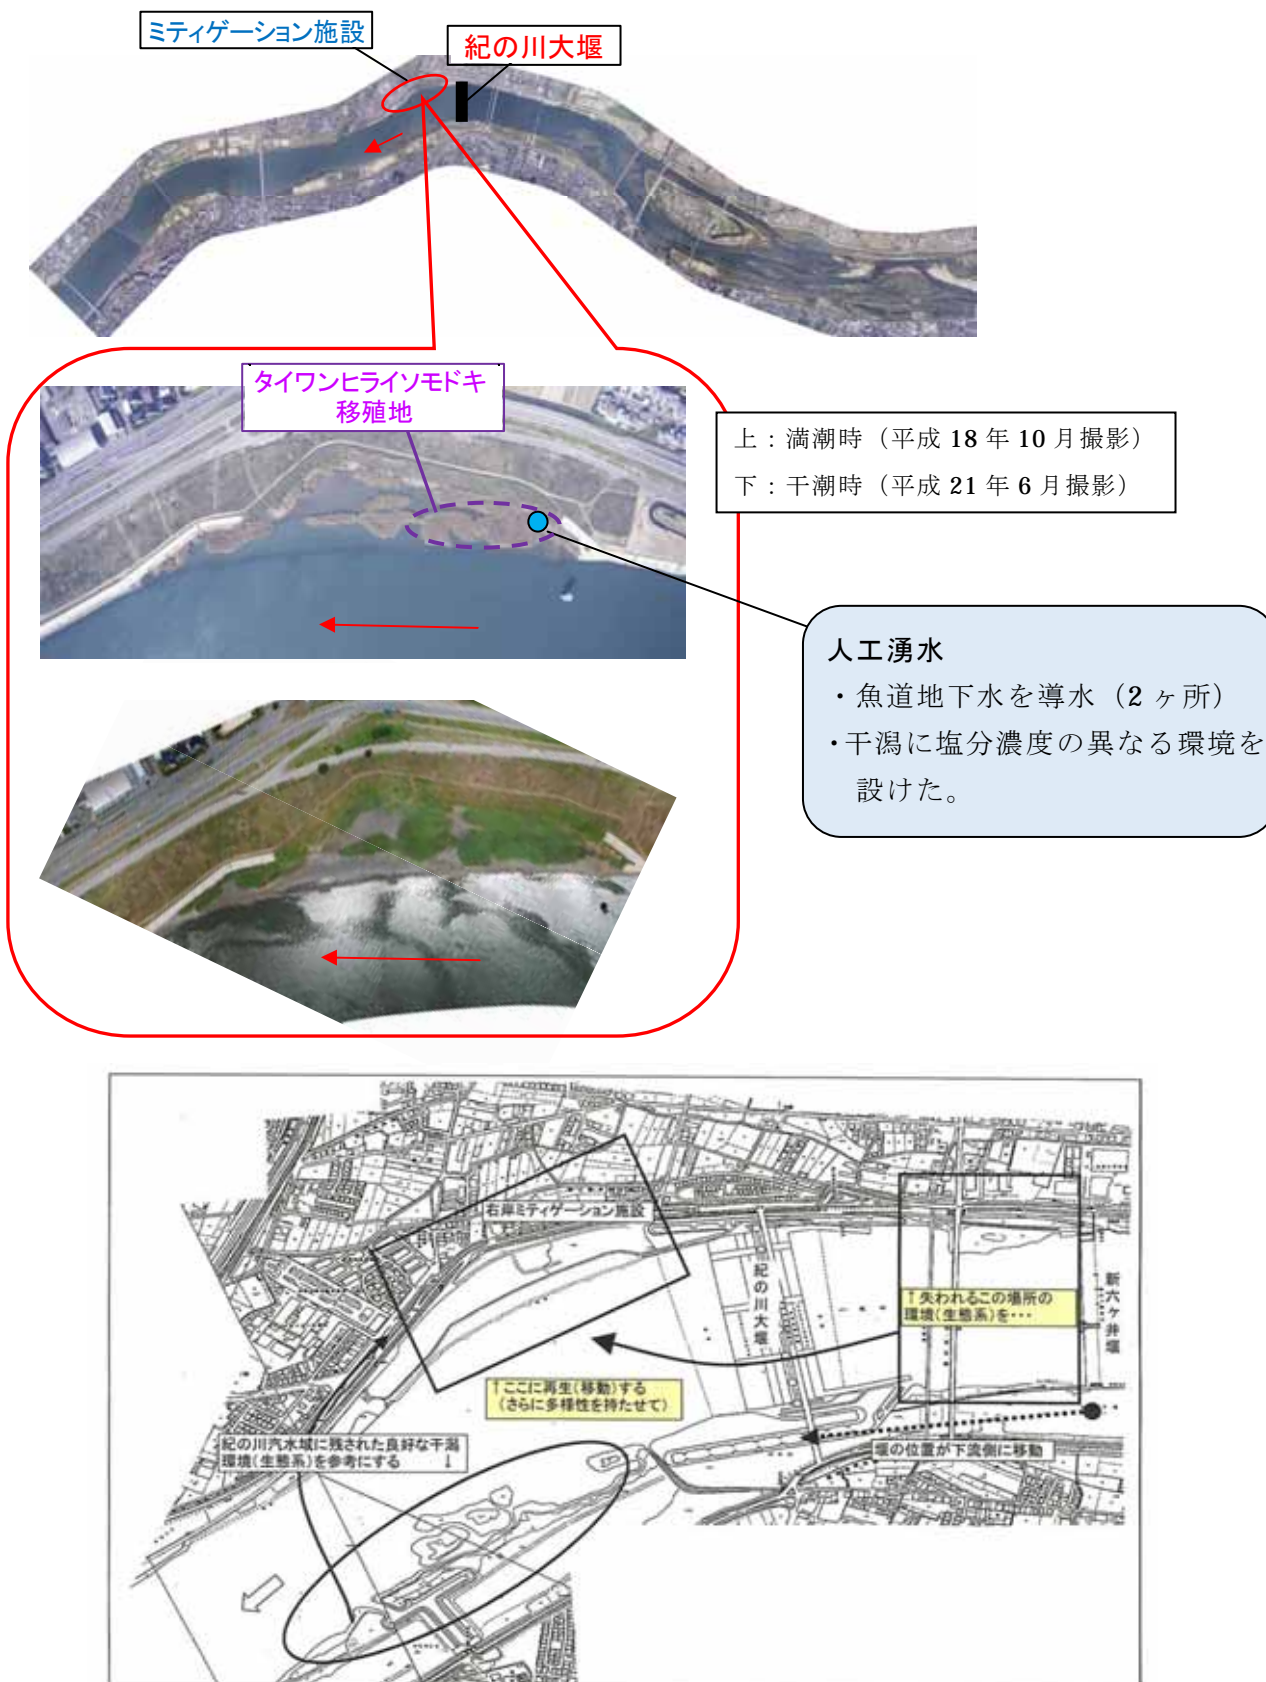 ミティゲーション施設
紀の川大堰
タイワンヒライソモドキ
移殖地
上：満潮時（平成 18 年 10 月撮影）
下：干潮時（平成 21 年 6 月撮影）
人工湧水
・魚道地下水を導水（2 ヶ所）
・干潟に塩分濃度の異なる環境を
設けた。
右岸ミティゲーション施設
紀の川大堰
↑失われるこの場所の
環境(生態系)を・・・
新六ヶ井堰
↑ここに再生(移動)する
（さらに多様性を持たせて）
紀の川汽水域に残された良好な干潟
環境(生態系)を参考にする ↓
堰の位置が下流側に移動